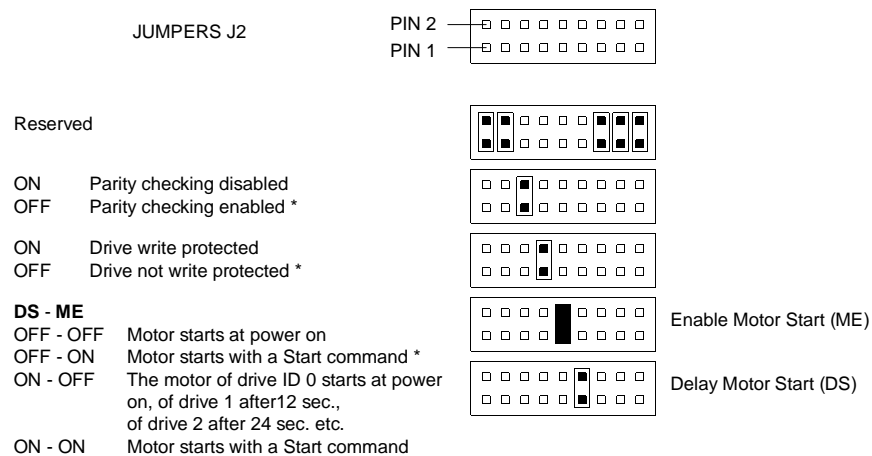 JUMPERS J2
PIN 2
PIN 1
Reserved
ON Parity checking disabled
OFF Parity checking enabled *
ON Drive write protected
OFF Drive not write protected *
DS - ME
OFF - OFF Motor starts at power on
OFF - ON Motor starts with a Start command *
ON - OFF The motor of drive ID 0 starts at power
on, of drive 1 after12 sec.,
of drive 2 after 24 sec. etc.
ON - ON Motor starts with a Start command
Enable Motor Start (ME)
Delay Motor Start (DS)